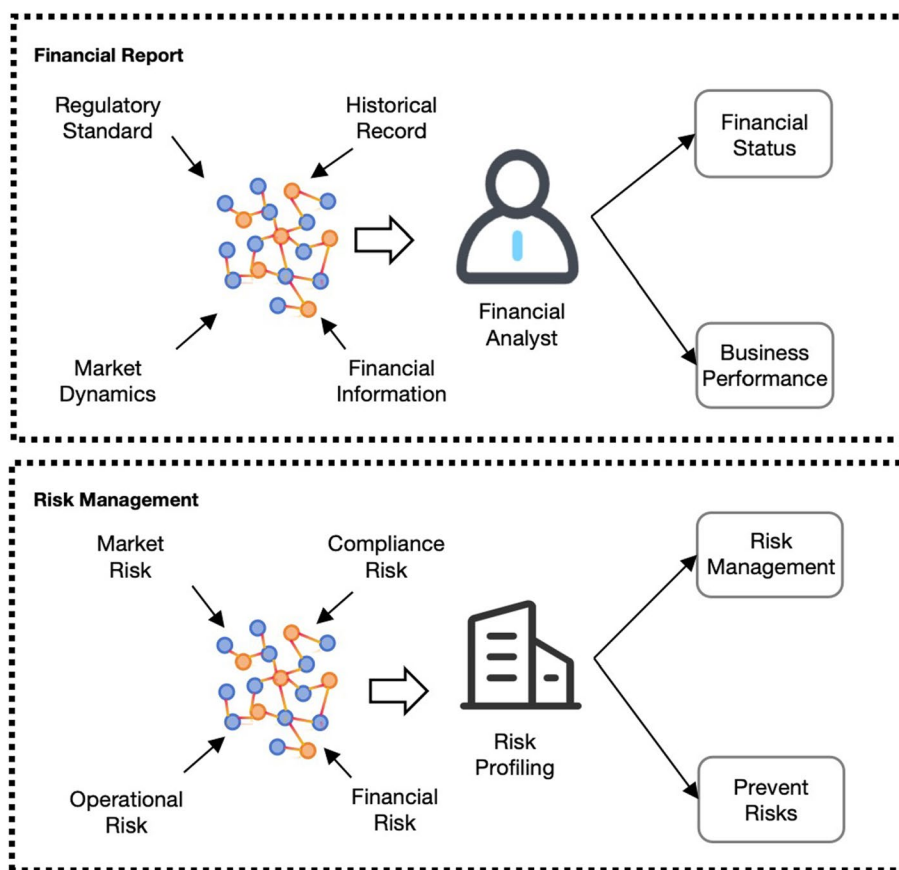 Financial Report
Regulatory
Standard
Historical
Record
Financial
Status
Financial
Analyst
Market
Dynamics
Financial
Information
Business
Performance
Risk Management
Market
Risk
Compliance
Risk
Risk
Management
Risk
Profiling
Operational
Risk
Financial
Risk
Prevent
Risks